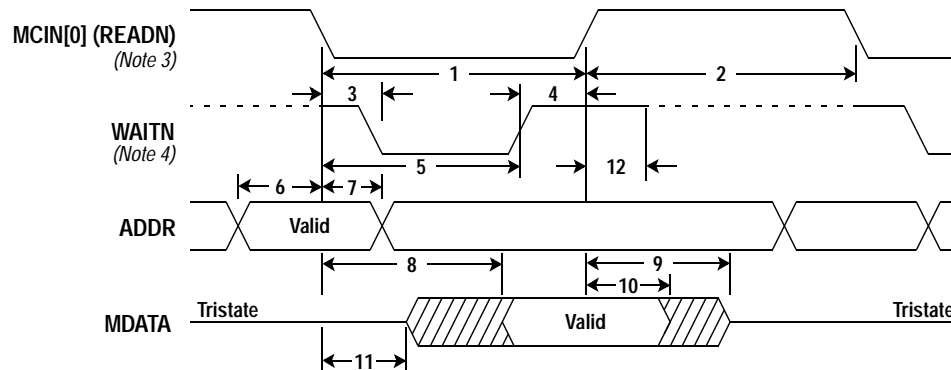 MCIN[0] (READN)
(Note 3)
1
2
3
4
WAITN
(Note 4)
5
12
6
7
ADDR
Valid
8
9
10
Tristate
Valid
Tristate
MDATA
11